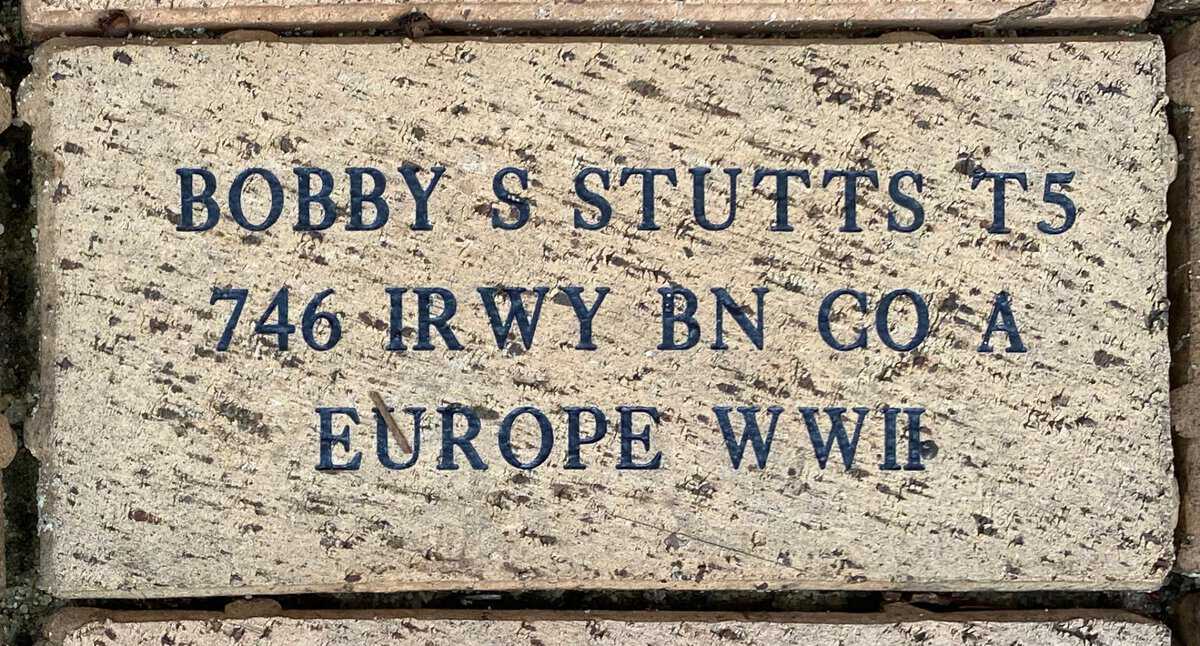 BOBBY S STUTTS T5
746 IRWY BN CO A
EUROPE WWII